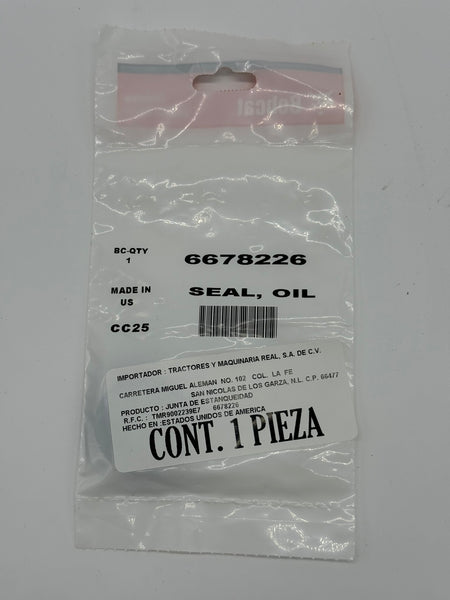 Bobcat
BC-QTY
1
6678226
MADE IN
US
SEAL, OIL
CC25
IMPORTADOR : TRACTORES Y MAQUINARIA REAL, S.A. DE C.V.
CARRETERA MIGUEL ALEMAN NO. 102 COL. LA FE
SAN NICOLAS DE LOS GARZA, N.L. C.P. 66477
PRODUCTO : JUNTA DE ESTANQUEIDAD
R.F.C. : TMR9002239E7 6678226
HECHO EN :ESTADOS UNIDOS DE AMERICA
CONT. 1 PIEZA